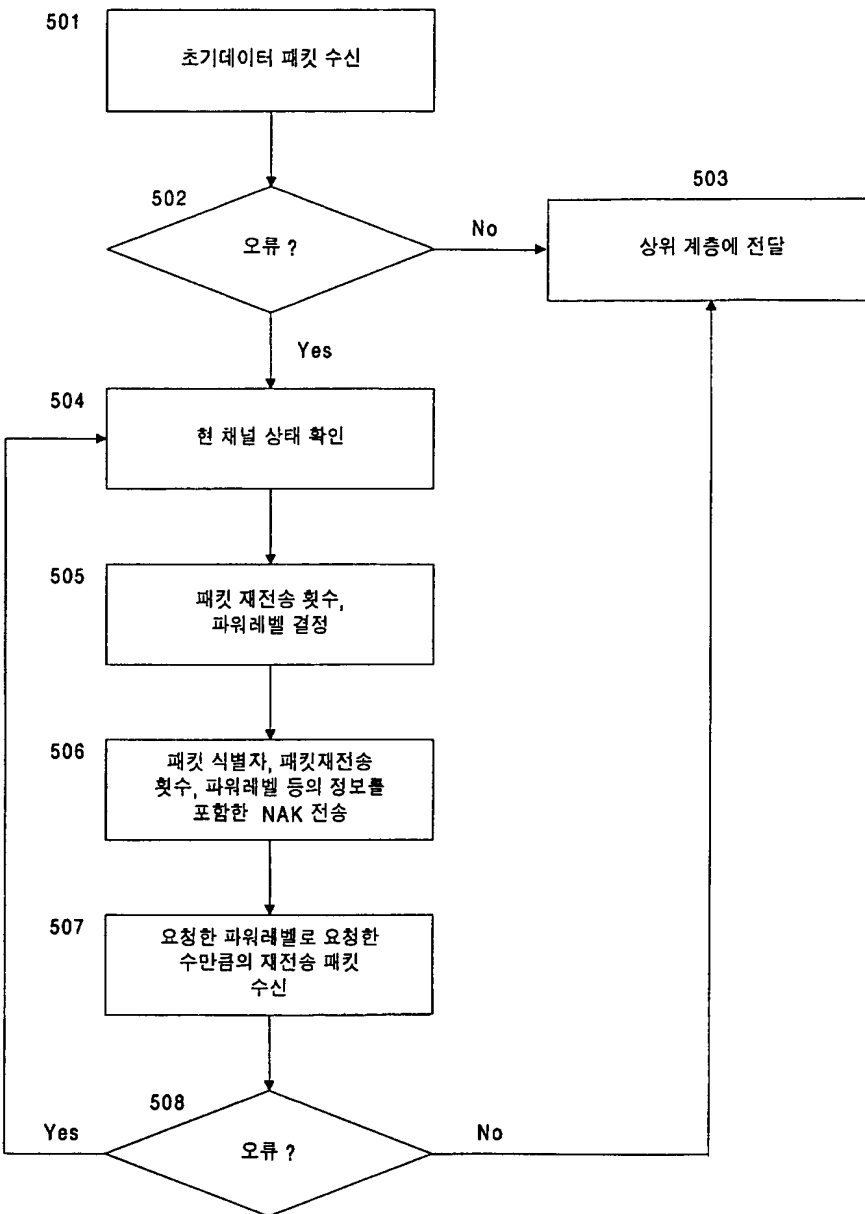 501
초기데이터 패킷 수신
502
오류 ?
No
503
상위 계층에 전달
Yes
504
현 채널 상태 확인
505
패킷 재전송 횟수,
파워레벨 결정
506
패킷 식별자, 패킷재전송
횟수, 파워레벨 등의 정보를
포함한 NAK 전송
507
요청한 파워레벨로 요청한
수만큼의 재전송 패킷
수신
508
Yes
오류 ?
No